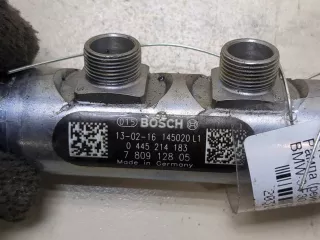 BOSCH
13-02-16 145020 L1
0 445 214 183
7 809 128 05
Made in Germany
BMW